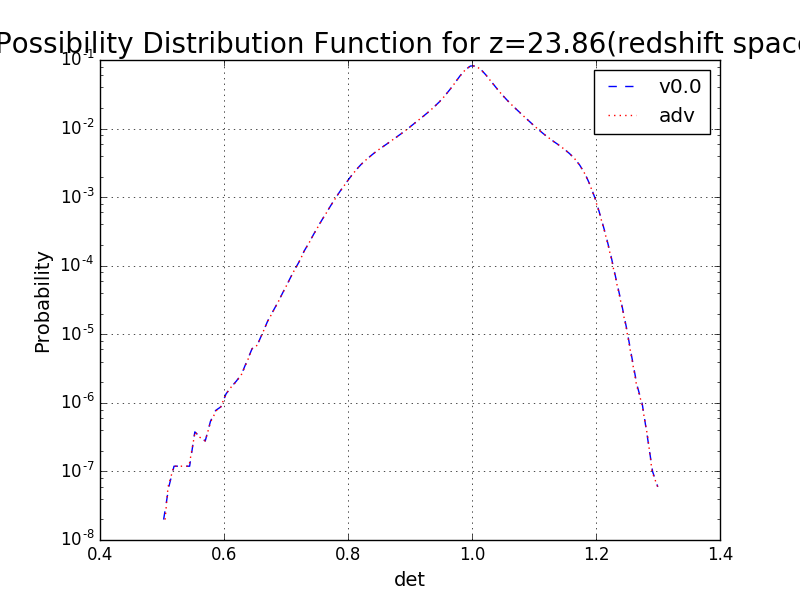 Possibility Distribution Function for z=23.86(redshift spac
10^-1
10^-2
10^-3
10^-4
10^-5
10^-6
10^-7
10^-8
Probability
v0.0
adv
0.4 0.6 0.8 1.0 1.2 1.4
det